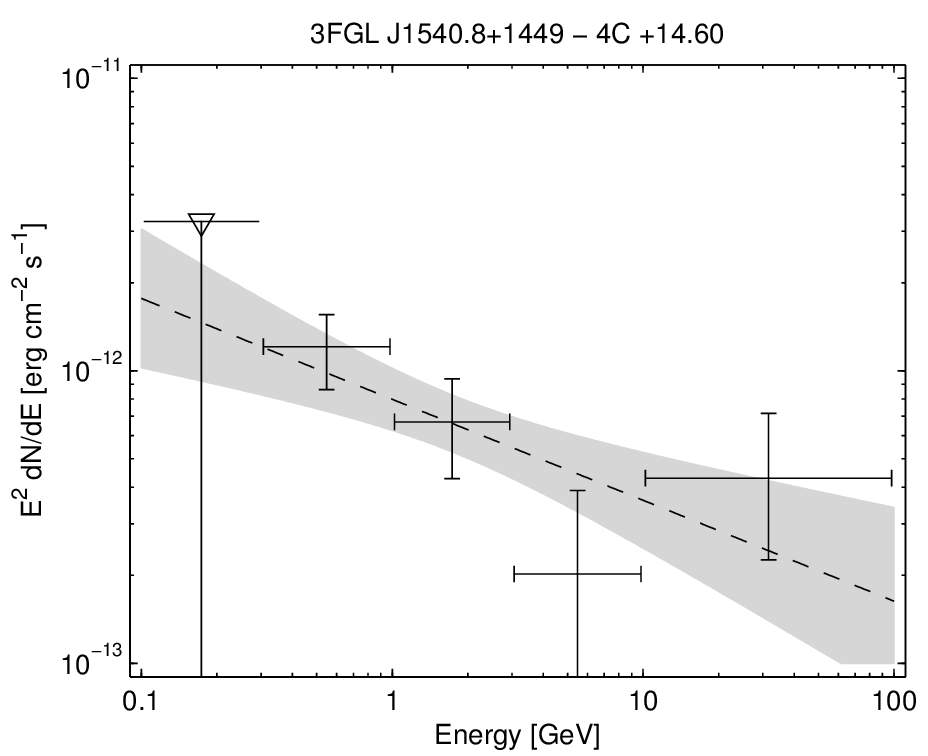 3FGL J1540.8+1449 − 4C +14.60
10⁻¹¹
10⁻¹²
10⁻¹³
E² dN/dE [erg cm⁻² s⁻¹]
0.1 1 10 100
Energy [GeV]